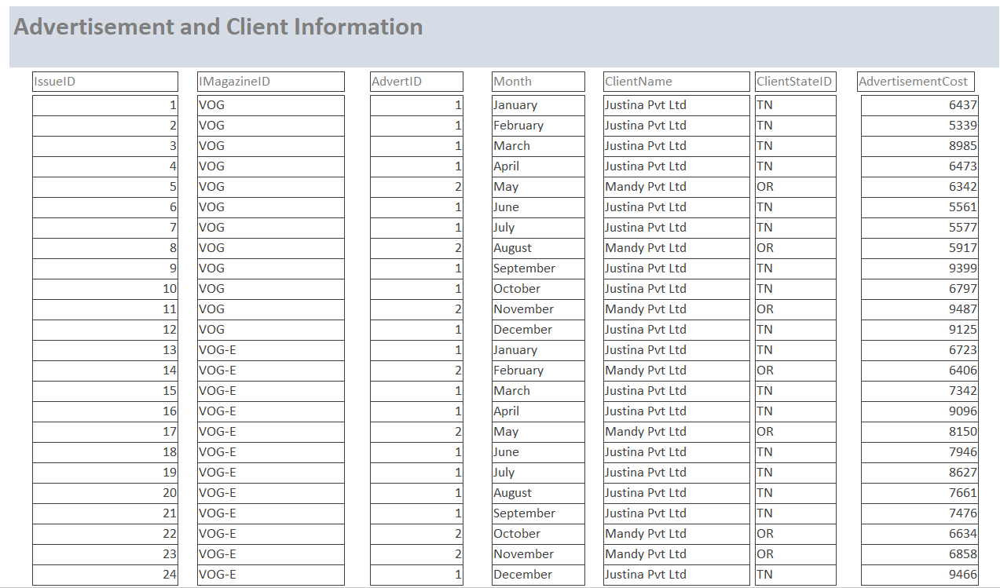 Advertisement and Client Information
IssueID IMagazineID AdvertID Month ClientName ClientStateID AdvertisementCost
1 VOG 1 January Justina Pvt Ltd TN 6437
2 VOG 1 February Justina Pvt Ltd TN 5339
3 VOG 1 March Justina Pvt Ltd TN 8985
4 VOG 1 April Justina Pvt Ltd TN 6473
5 VOG 2 May Mandy Pvt Ltd OR 6342
6 VOG 1 June Justina Pvt Ltd TN 5561
7 VOG 1 July Justina Pvt Ltd TN 5577
8 VOG 2 August Mandy Pvt Ltd OR 5917
9 VOG 1 September Justina Pvt Ltd TN 9399
10 VOG 1 October Justina Pvt Ltd TN 6797
11 VOG 2 November Mandy Pvt Ltd OR 9487
12 VOG 1 December Justina Pvt Ltd TN 9125
13 VOG-E 1 January Justina Pvt Ltd TN 6723
14 VOG-E 2 February Mandy Pvt Ltd OR 6406
15 VOG-E 1 March Justina Pvt Ltd TN 7342
16 VOG-E 1 April Justina Pvt Ltd TN 9096
17 VOG-E 2 May Mandy Pvt Ltd OR 8150
18 VOG-E 1 June Justina Pvt Ltd TN 7946
19 VOG-E 1 July Justina Pvt Ltd TN 8627
20 VOG-E 1 August Justina Pvt Ltd TN 7661
21 VOG-E 1 September Justina Pvt Ltd TN 7476
22 VOG-E 2 October Mandy Pvt Ltd OR 6634
23 VOG-E 2 November Mandy Pvt Ltd OR 6858
24 VOG-E 1 December Justina Pvt Ltd TN 9466